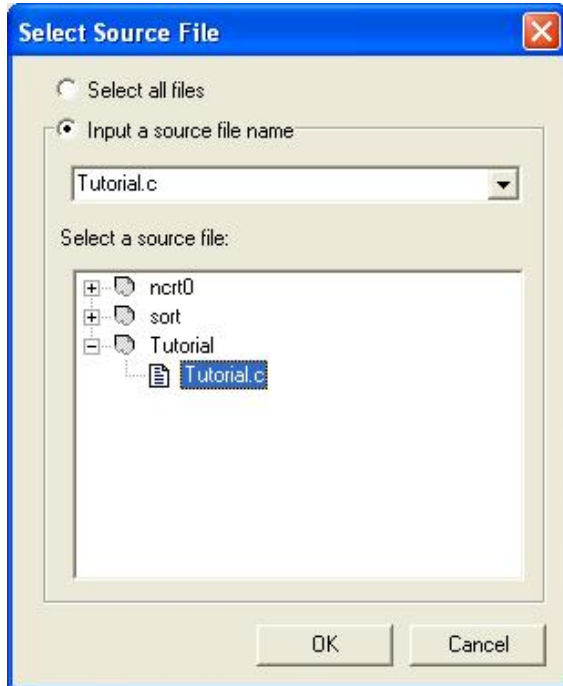 Select Source File
Select all files
Input a source file name
Tutorial.c
Select a source file:
ncrt0
sort
Tutorial
Tutorial.c
OK Cancel